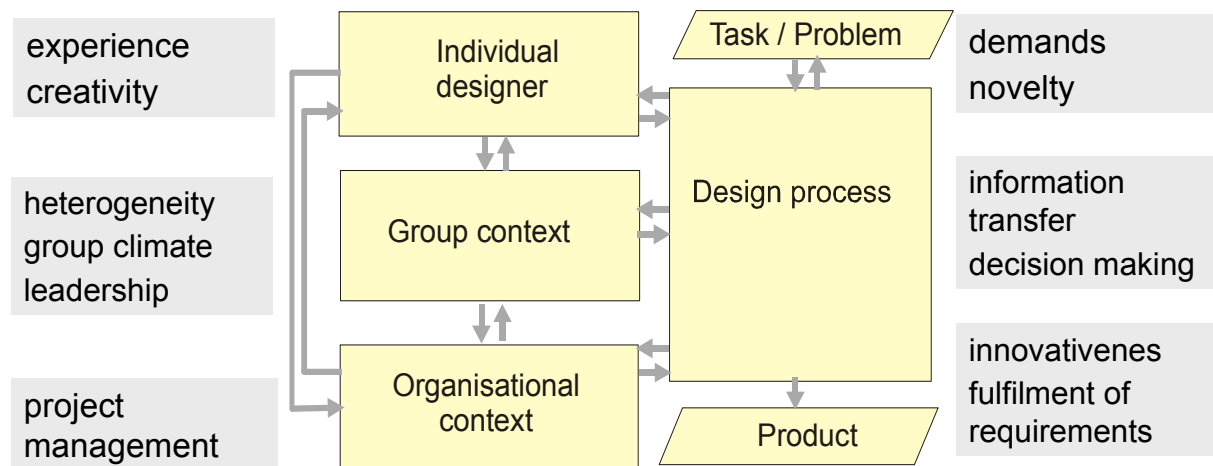 experience
creativity
heterogeneity
group climate
leadership
project
management
Individual
designer
Group context
Organisational
context
Task / Problem
Design process
Product
demands
novelty
information
transfer
decision making
innovativenes
fulfilment of
requirements